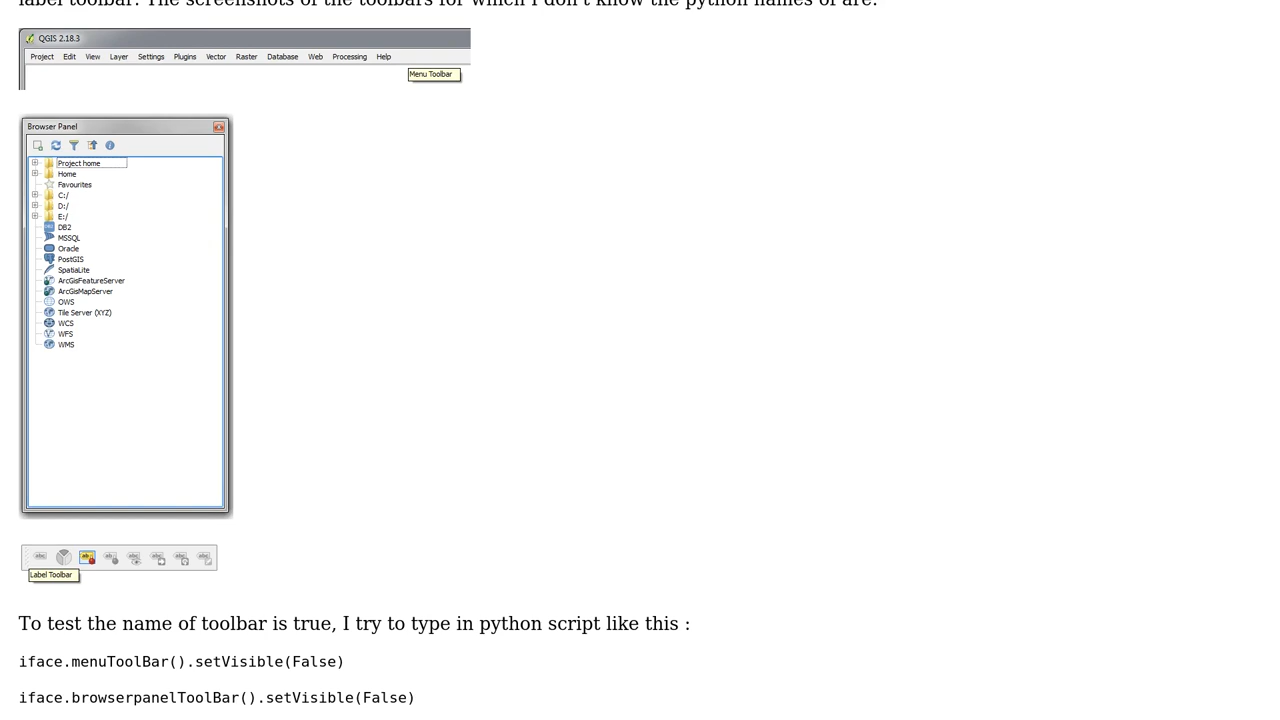 label toolbar. The screenshots of the toolbars for which I don't know the python names of are:
QGIS 2.18.3
Project Edit View Layer Settings Plugins Vector Raster Database Web Processing Help
Menu Toolbar
Browser Panel
Project home
Home
Favourites
C:/
D:/
E:/
DB2
MSSQL
Oracle
PostGIS
SpatiaLite
ArcGisFeatureServer
ArcGisMapServer
OWS
Tile Server (XYZ)
WCS
WFS
WMS
Label Toolbar
To test the name of toolbar is true, I try to type in python script like this :
iface.menuToolBar().setVisible(False)
iface.browserpanelToolBar().setVisible(False)